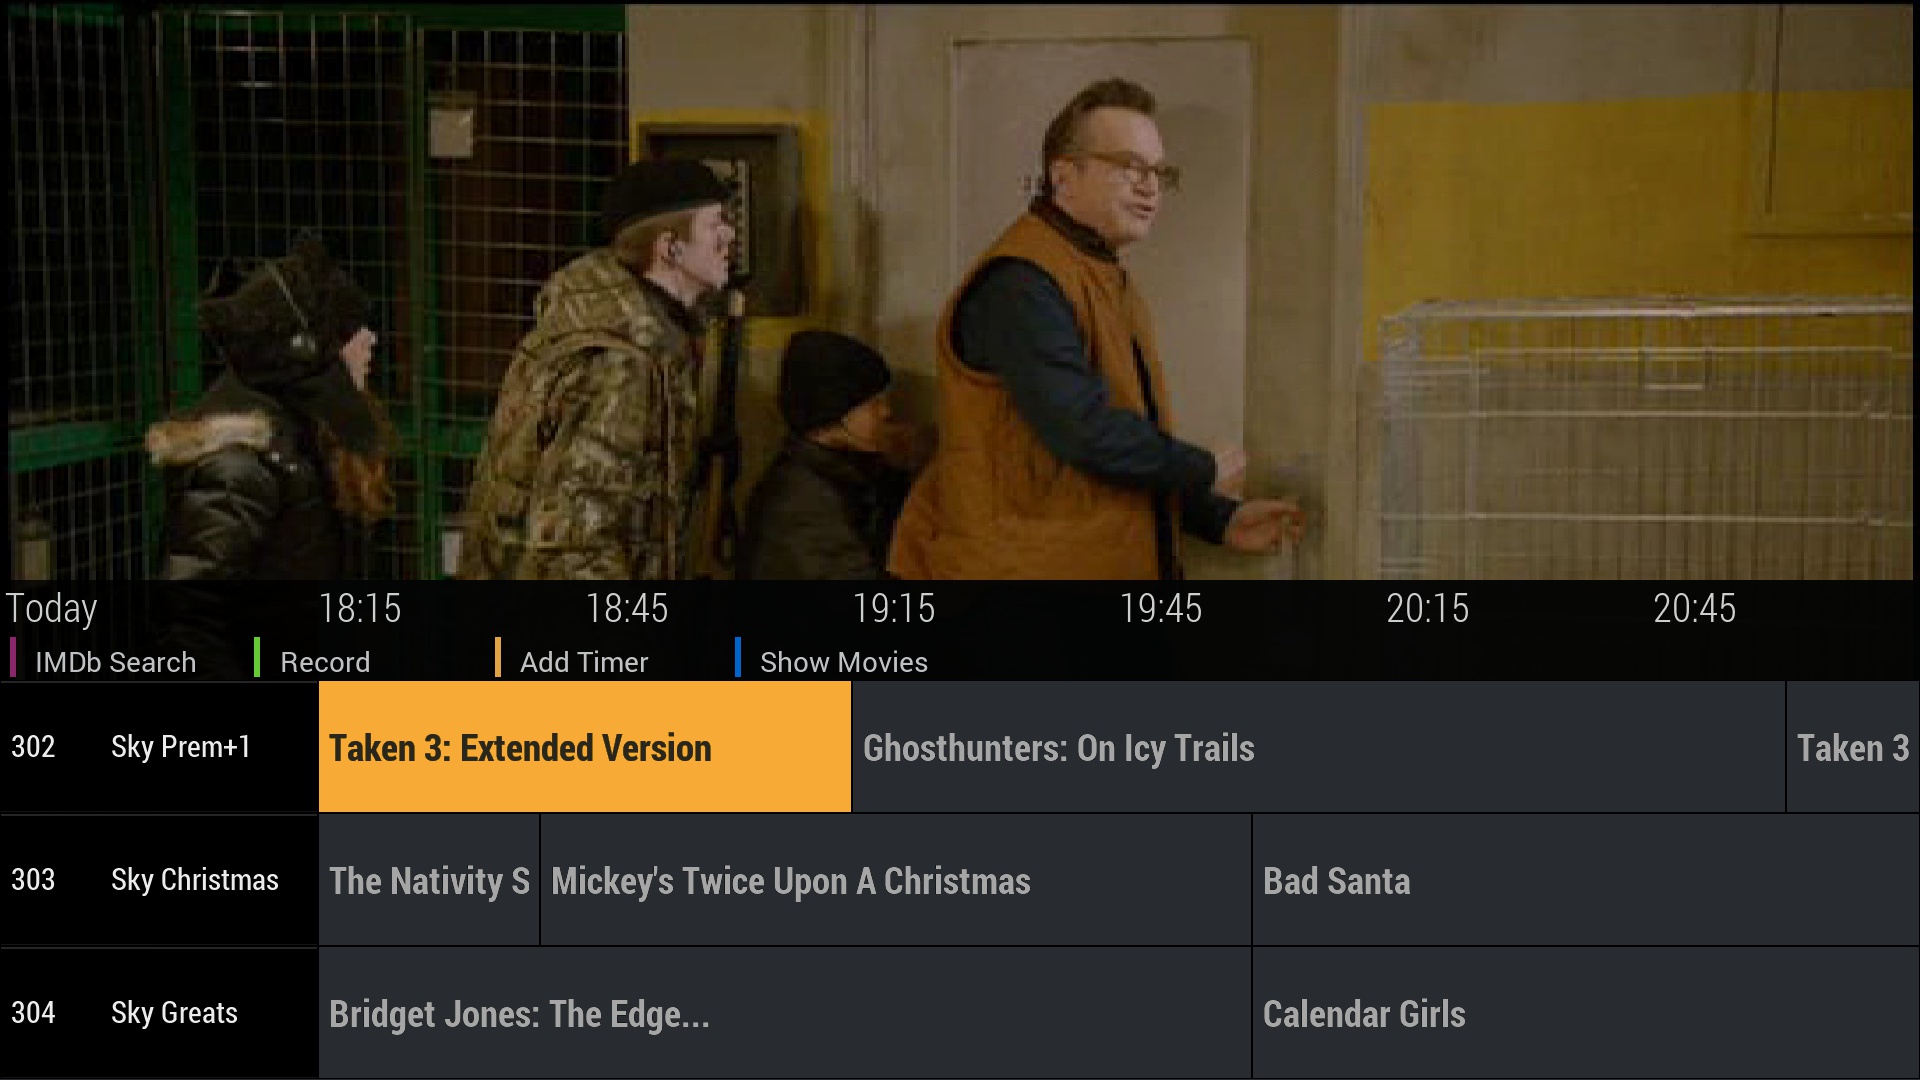 Today 18:15 18:45 19:15 19:45 20:15 20:45
IMDb Search Record Add Timer Show Movies
302 Sky Prem+1 Taken 3: Extended Version Ghosthunters: On Icy Trails Taken 3
303 Sky Christmas The Nativity S Mickey's Twice Upon A Christmas Bad Santa
304 Sky Greats Bridget Jones: The Edge... Calendar Girls